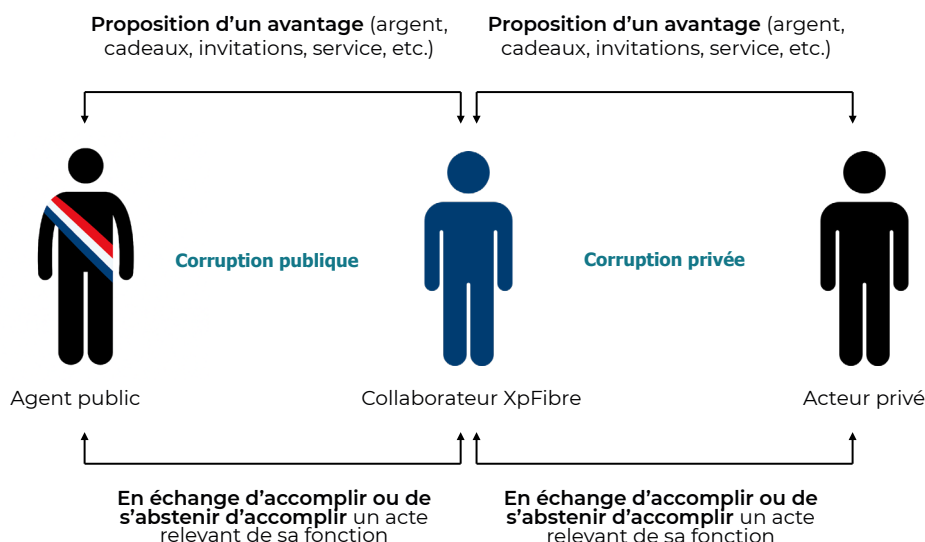 Proposition d’un avantage (argent,
cadeaux, invitations, service, etc.)
Proposition d’un avantage (argent,
cadeaux, invitations, service, etc.)
Corruption publique
Corruption privée
Agent public
Collaborateur XpFibre
Acteur privé
En échange d’accomplir ou de
s’abstenir d’accomplir un acte
relevant de sa fonction
En échange d’accomplir ou de
s’abstenir d’accomplir un acte
relevant de sa fonction